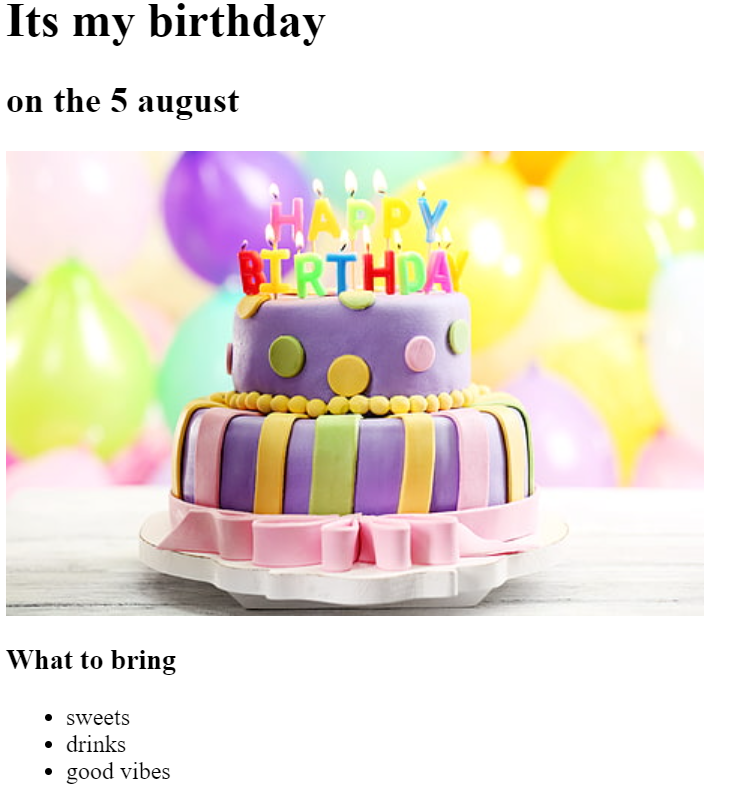 Its my birthday
on the 5 august
HAPPY
BIRTHDAY
What to bring
sweets
drinks
good vibes